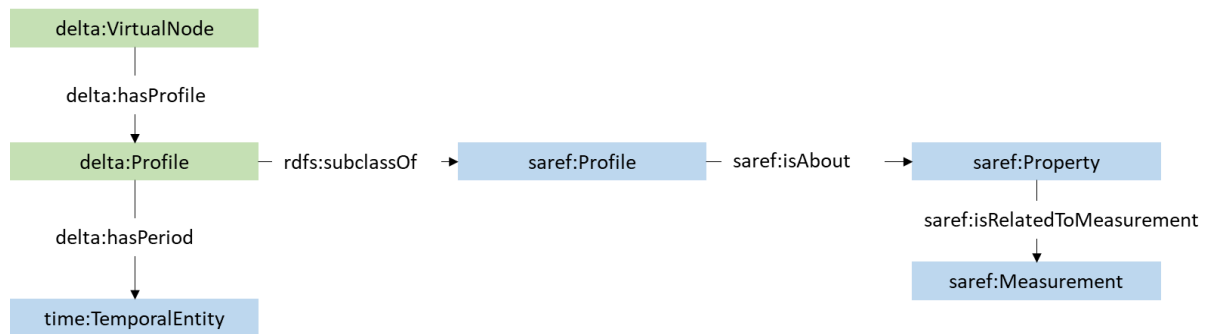 delta:VirtualNode
delta:hasProfile
delta:Profile
rdfs:subclassOf
saref:Profile
saref:isAbout
saref:Property
delta:hasPeriod
saref:isRelatedToMeasurement
time:TemporalEntity
saref:Measurement